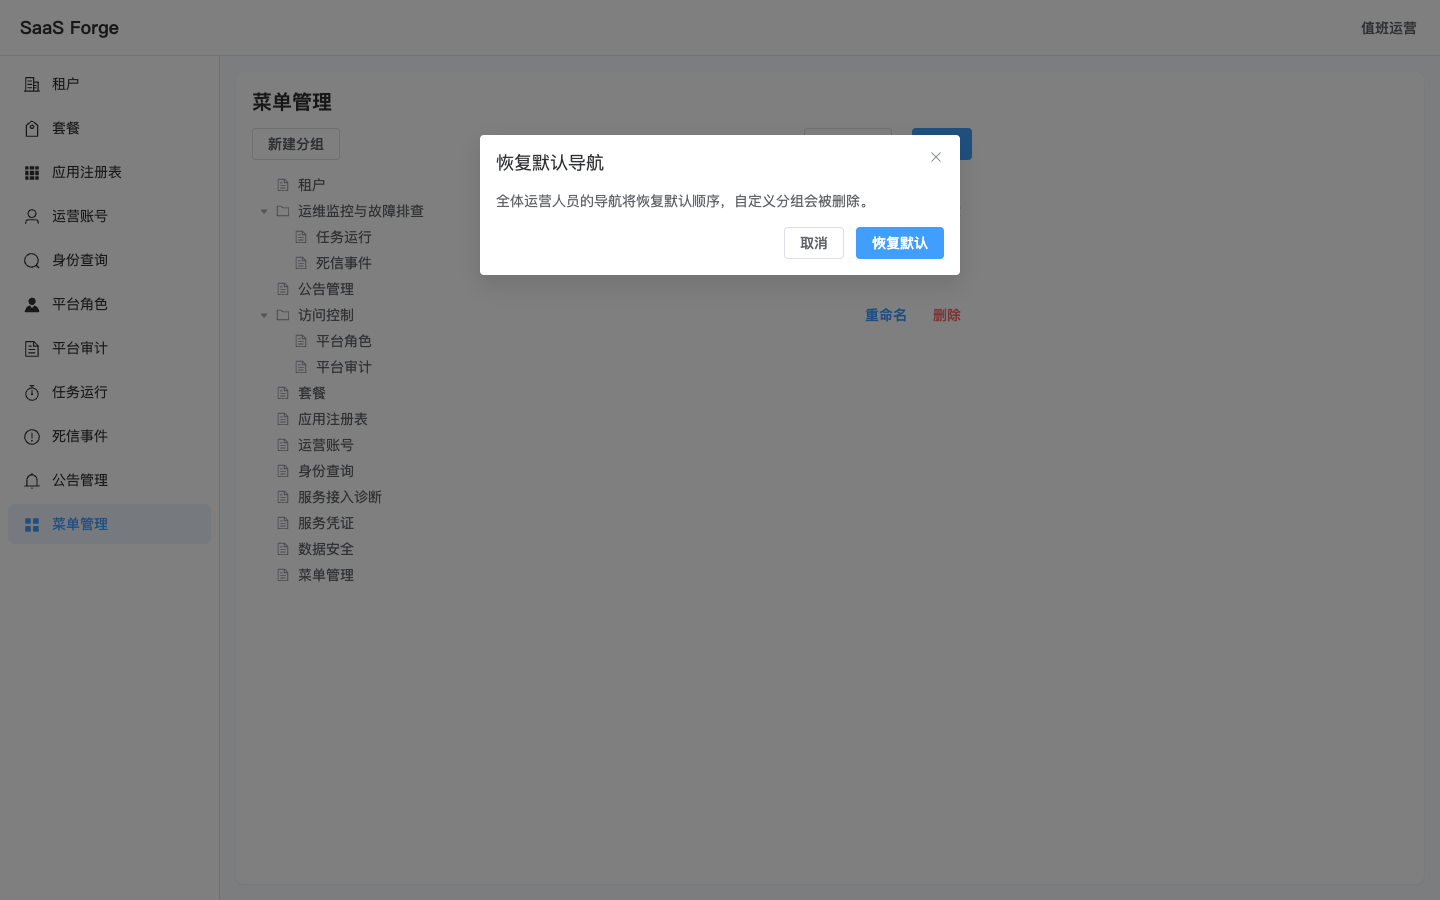 SaaS Forge
值班运营
租户
套餐
应用注册表
运营账号
身份查询
平台角色
平台审计
任务运行
死信事件
公告管理
菜单管理
菜单管理
新建分组
租户
运维监控与故障排查
任务运行
死信事件
公告管理
访问控制
重命名
删除
平台角色
平台审计
套餐
应用注册表
运营账号
身份查询
服务接入诊断
服务凭证
数据安全
菜单管理
恢复默认导航
全体运营人员的导航将恢复默认顺序，自定义分组会被删除。
取消
恢复默认